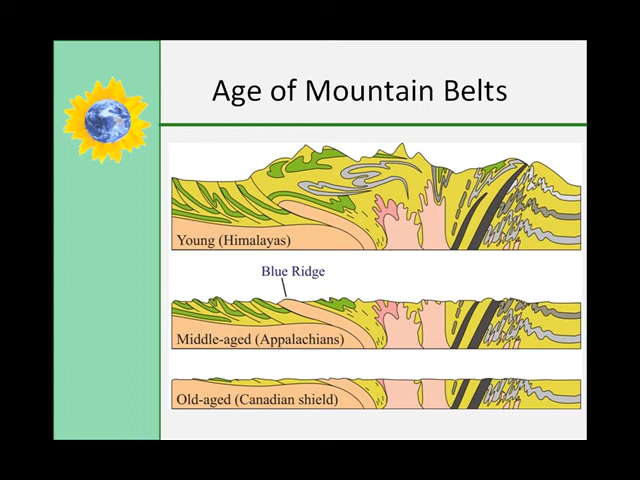 Age of Mountain Belts
Young (Himalayas)
Blue Ridge
Middle-aged (Appalachians)
Old-aged (Canadian shield)